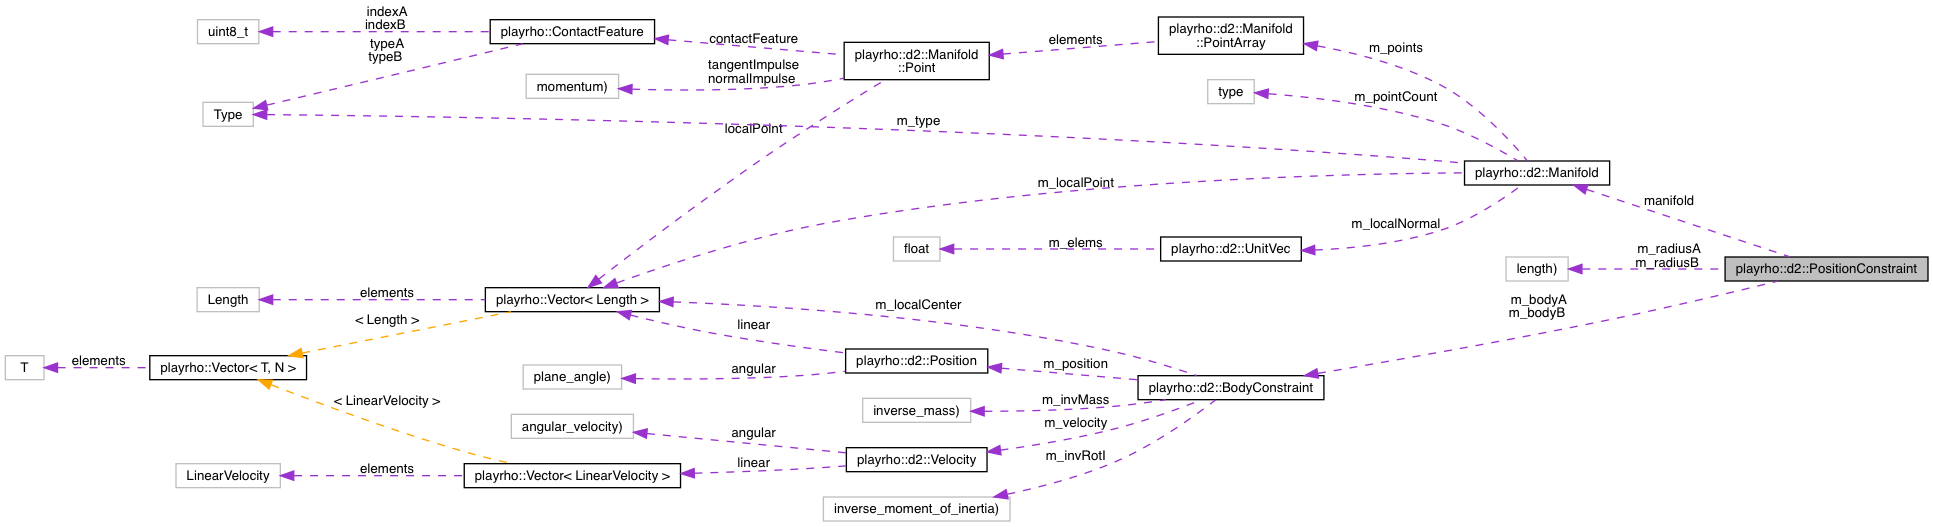 indexA
indexB
uint8_t
playrho::ContactFeature
typeA
typeB
contactFeature
playrho::d2::Manifold
::Point
elements
playrho::d2::Manifold
::PointArray
m_points
tangentImpulse
normalImpulse
momentum)
type
m_pointCount
Type
localPoint
m_type
playrho::d2::Manifold
m_localPoint
manifold
m_localNormal
float
m_elems
playrho::d2::UnitVec
m_radiusA
m_radiusB
length)
playrho::d2::PositionConstraint
Length
elements
playrho::Vector< Length >
m_localCenter
m_bodyA
m_bodyB
< Length >
linear
T
elements
playrho::Vector< T, N >
playrho::d2::Position
m_position
plane_angle)
angular
playrho::d2::BodyConstraint
< LinearVelocity >
inverse_mass)
m_invMass
angular_velocity)
angular
m_velocity
playrho::d2::Velocity
m_invRotI
LinearVelocity
elements
playrho::Vector< LinearVelocity >
linear
inverse_moment_of_inertia)